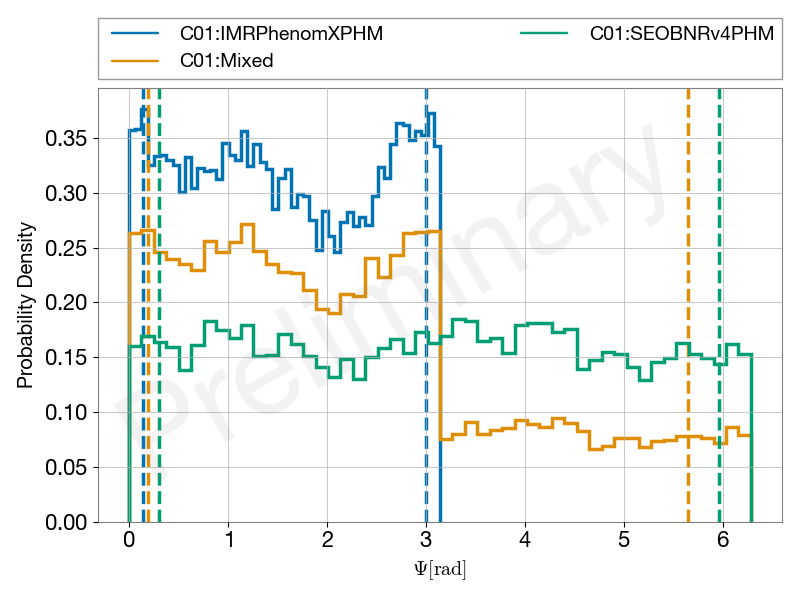 C01:IMRPhenomXPHM
C01:Mixed
C01:SEOBNRv4PHM
Preliminary
Probability Density
0.35
0.30
0.25
0.20
0.15
0.10
0.05
0.00
0 1 2 3 4 5 6
Ψ[rad]